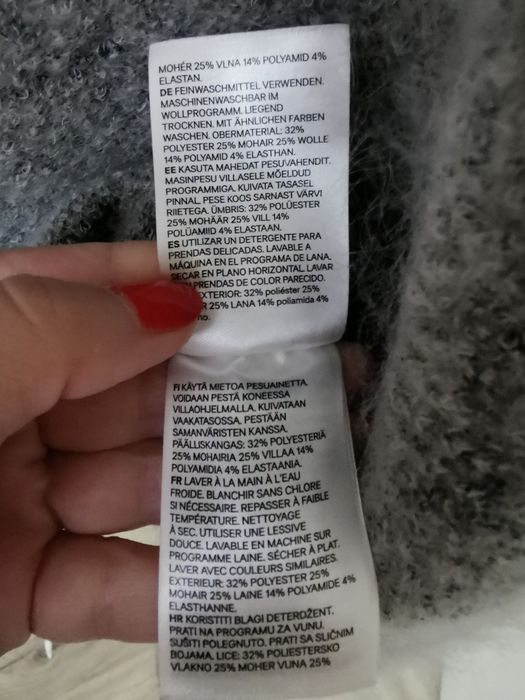 MOHÉR 25% VLNA 14% POLYAMID 4%
ELASTAN.
DE FEINWASCHMITTEL VERWENDEN.
MASCHINENWASCHBAR IM
WOLLPROGRAMM. LIEGEND
TROCKNEN. MIT ÄHNLICHEN FARBEN
WASCHEN. OBERMATERIAL: 32%
POLYESTER 25% MOHAIR 25% WOLLE
14% POLYAMID 4% ELASTHAN.
EE KASUTA MAHEDAT PESUVAHENDIT.
MASINPESU VILLASELE MÕELDUD
PROGRAMMIGA. KUIVATA TASASEL
PINNAL. PESE KOOS SARNAST VÄRVI
RIIETEGA. ÜMBRIS: 32% POLÜESTER
25% MOHÄÄR 25% VILL 14%
POLÜAMIID 4% ELASTAAN.
ES UTILIZAR UN DETERGENTE PARA
PRENDAS DELICADAS. LAVABLE A
MÁQUINA EN EL PROGRAMA DE LANA.
SECAR EN PLANO HORIZONTAL. LAVAR
PRENDAS DE COLOR PARECIDO.
EXTERIOR: 32% poliéster 25%
25% LANA 14% poliamida 4%
FI KÄYTÄ MIETOA PESUAINETTA.
VOIDAAN PESTÄ KONEESSA
VILLAOHJELMALLA. KUIVATAAN
VAAKATASOSSA. PESTÄÄN
SAMANVÄRISTEN KANSSA.
PÄÄLLISKANGAS: 32% POLYESTERIÄ
25% MOHAIRIA 25% VILLAA 14%
POLYAMIDIA 4% ELASTAANIA.
FR LAVER À LA MAIN À L'EAU
FROIDE. BLANCHIR SANS CHLORE
SI NÉCESSAIRE. REPASSER À FAIBLE
TEMPÉRATURE. NETTOYAGE
À SEC. UTILISER UNE LESSIVE
DOUCE. LAVABLE EN MACHINE SUR
PROGRAMME LAINE. SÉCHER À PLAT.
LAVER AVEC COULEURS SIMILAIRES.
EXTERIEUR: 32% POLYESTER 25%
MOHAIR 25% LAINE 14% POLYAMIDE 4%
ELASTHANNE.
HR KORISTITI BLAGI DETERDŽENT.
PRATI NA PROGRAMU ZA VUNU.
SUŠITI POLEGNUTO. PRATI SA SLIČNIM
BOJAMA. LICE: 32% POLIESTERSKO
VLAKNO 25% MOHER VUNA 25%